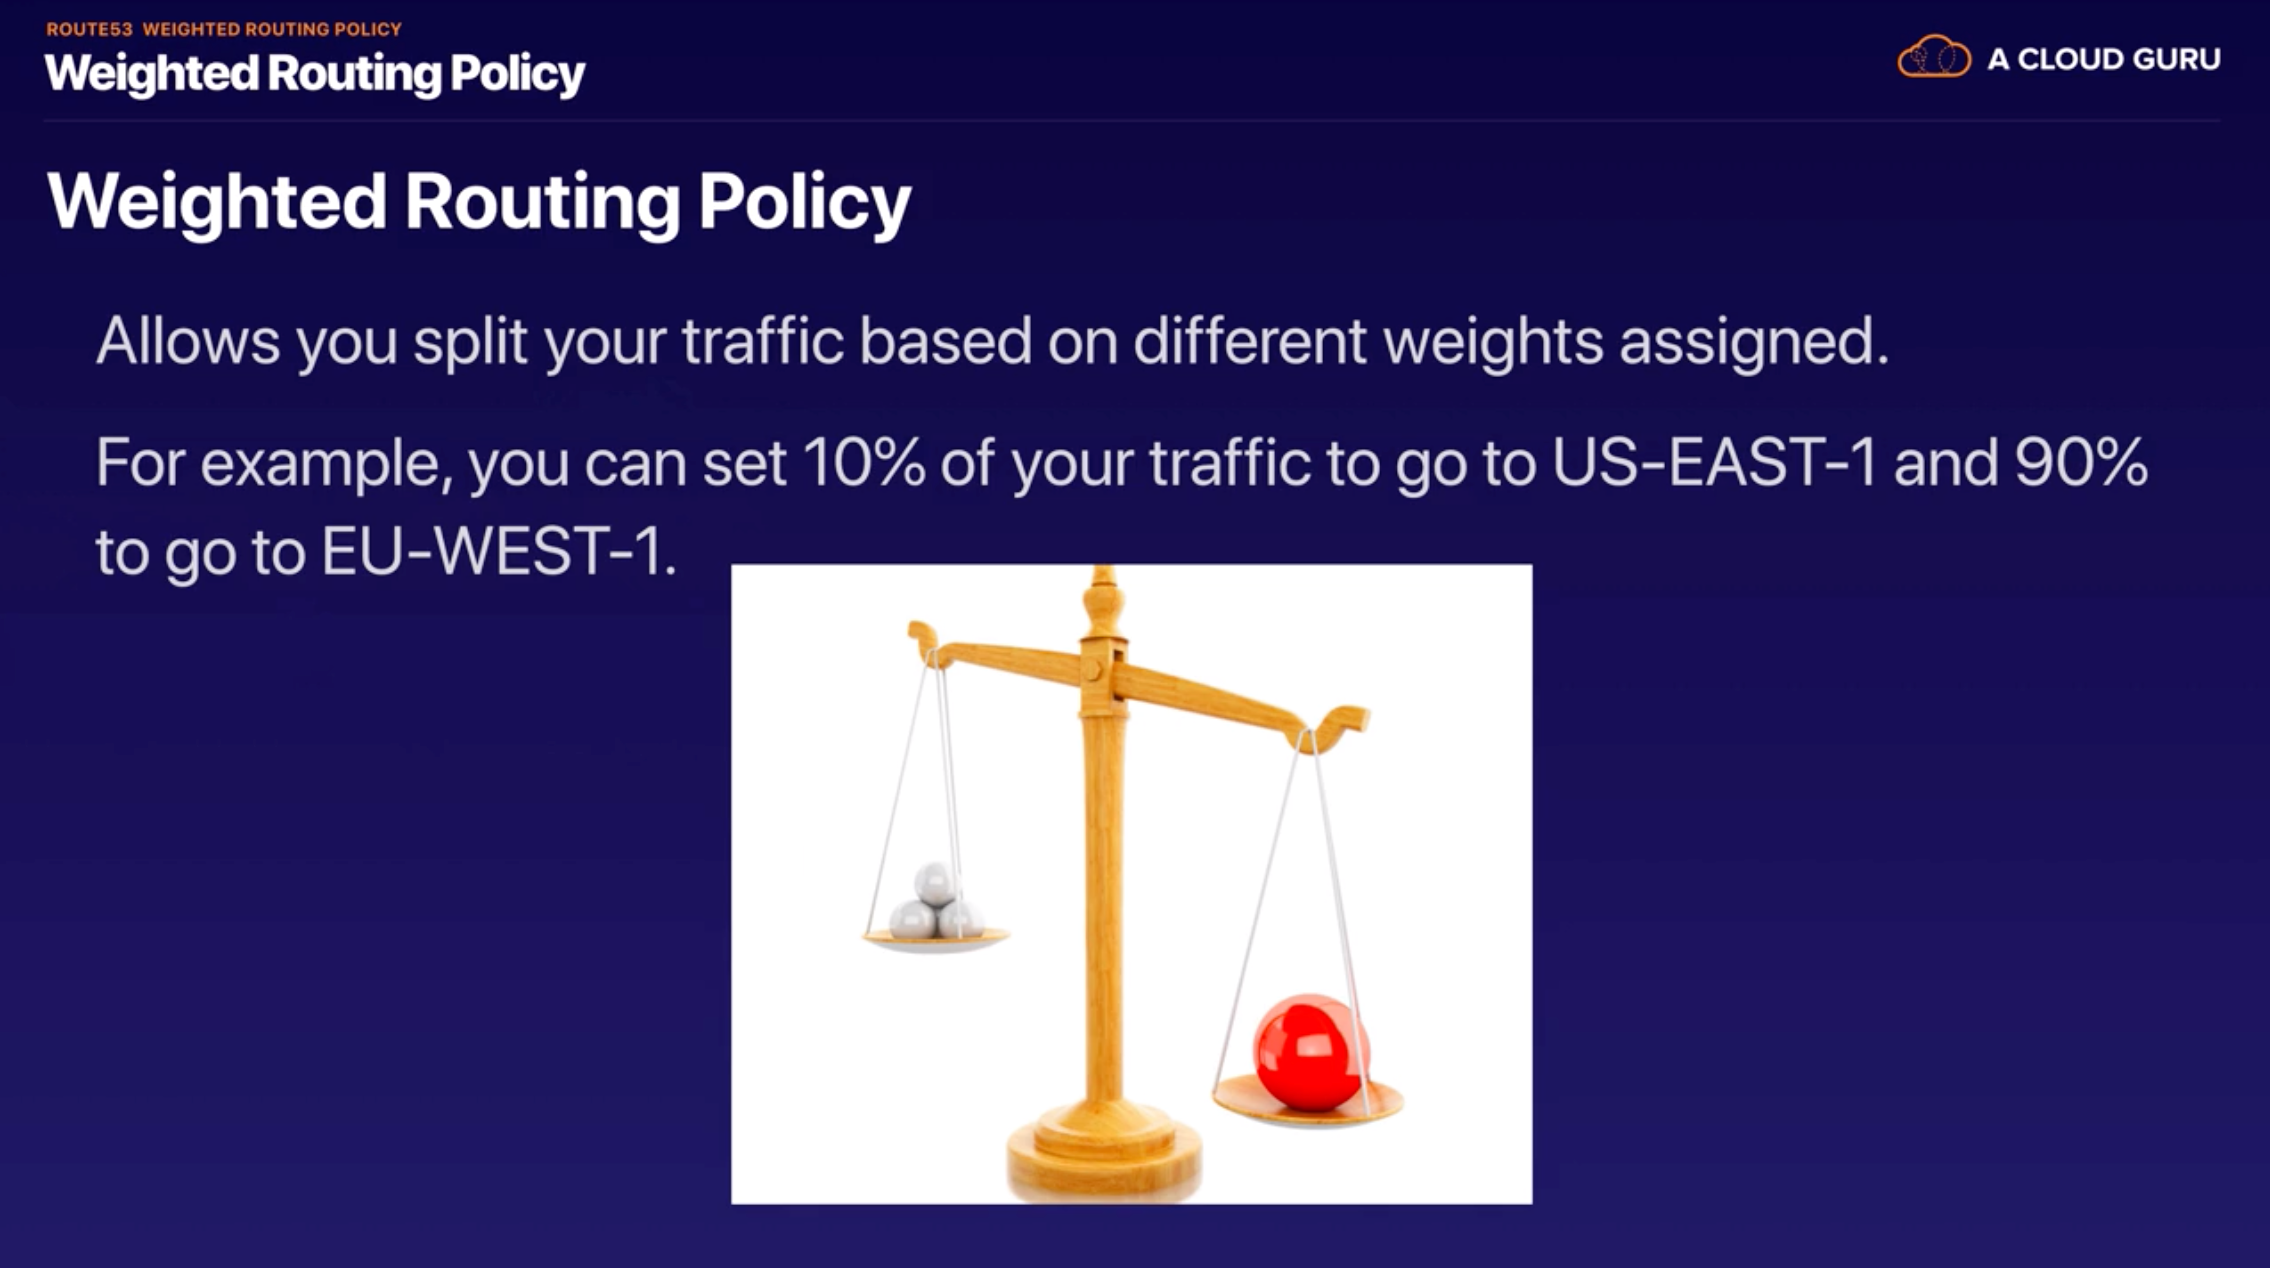 ROUTE53 WEIGHTED ROUTING POLICY
Weighted Routing Policy
A CLOUD GURU
Weighted Routing Policy
Allows you split your traffic based on different weights assigned.
For example, you can set 10% of your traffic to go to US-EAST-1 and 90%
to go to EU-WEST-1.